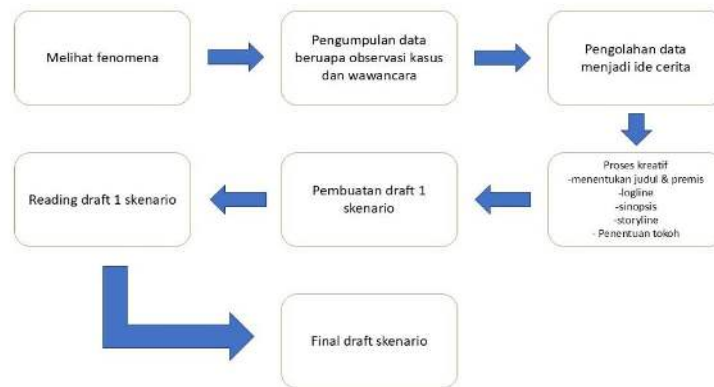 Melihat fenomena
Pengumpulan data
beruapa observasi kasus
dan wawancara
Pengolahan data
menjadi ide cerita
Proses kreatif
-menentukan judul & premis
-logline
-sinopsis
-storyline
- Penentuan tokoh
Pembuatan draft 1
skenario
Reading draft 1 skenario
Final draft skenario